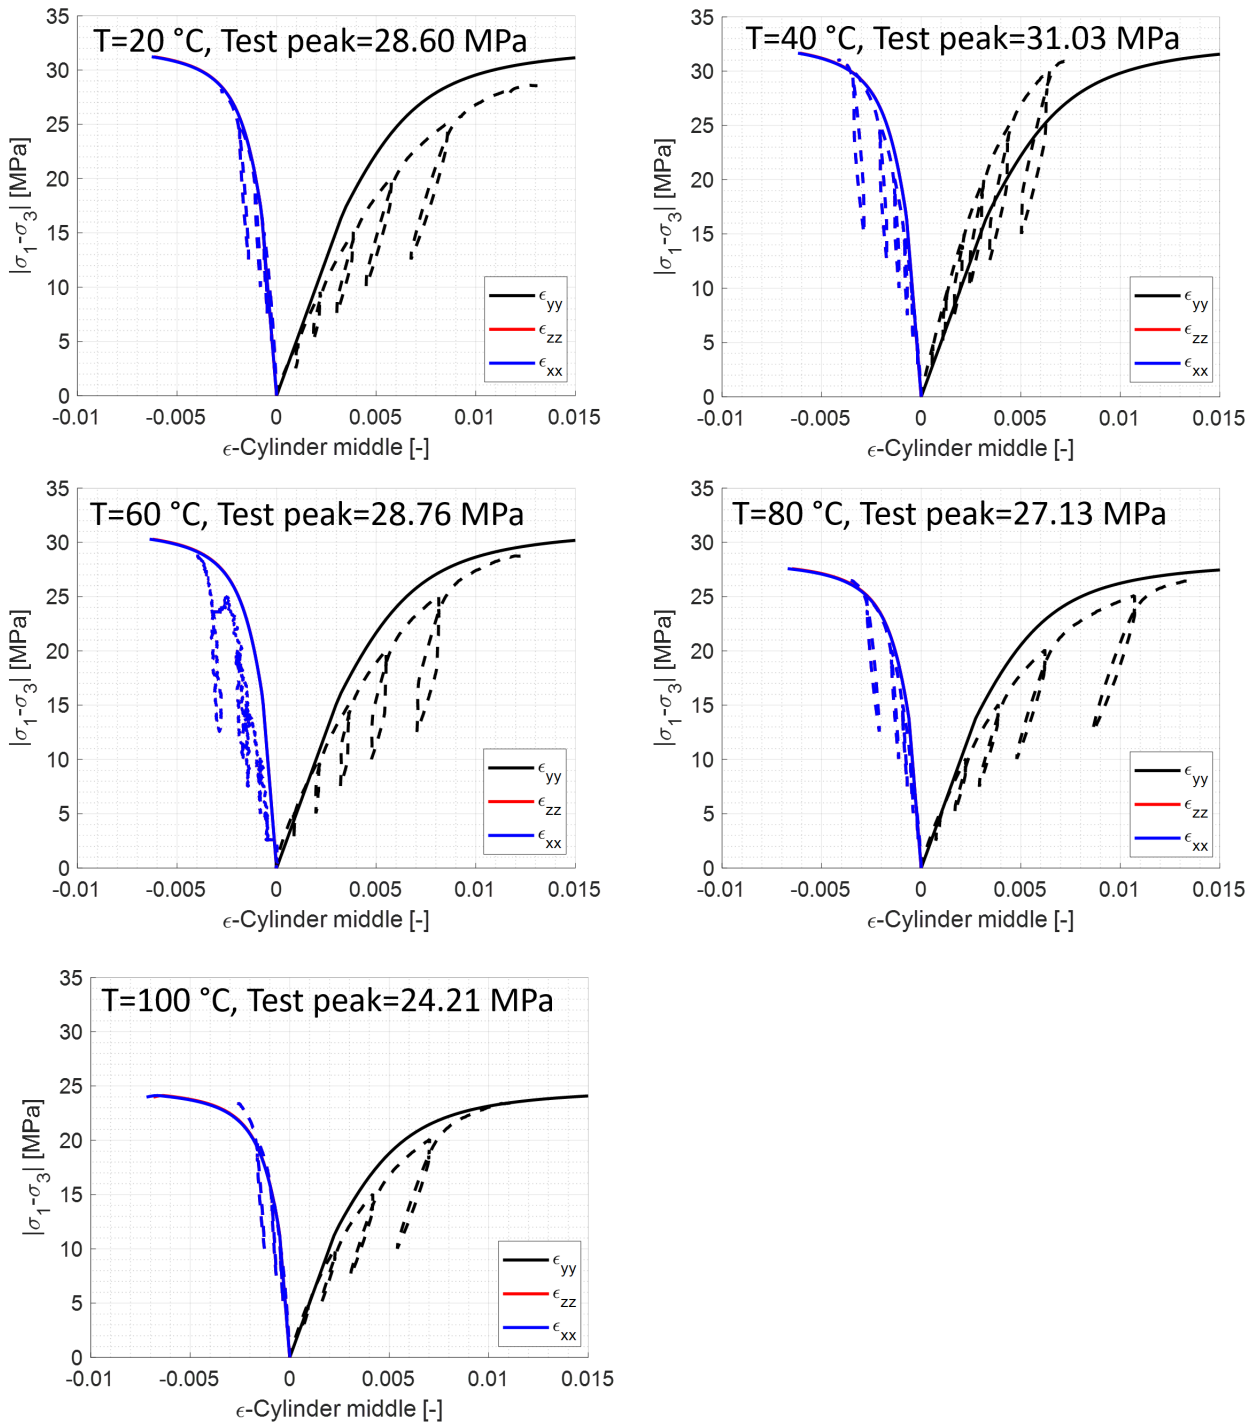 T=20 °C, Test peak=28.60 MPa
35
30
25
20
15
10
5
0
|σ1-σ3| [MPa]
-0.01 -0.005 0 0.005 0.01 0.015
ϵ-Cylinder middle [-]
ϵyy
ϵzz
ϵxx
T=40 °C, Test peak=31.03 MPa
35
30
25
20
15
10
5
0
|σ1-σ3| [MPa]
-0.01 -0.005 0 0.005 0.01 0.015
ϵ-Cylinder middle [-]
ϵyy
ϵzz
ϵxx
T=60 °C, Test peak=28.76 MPa
35
30
25
20
15
10
5
0
|σ1-σ3| [MPa]
-0.01 -0.005 0 0.005 0.01 0.015
ϵ-Cylinder middle [-]
ϵyy
ϵzz
ϵxx
T=80 °C, Test peak=27.13 MPa
35
30
25
20
15
10
5
0
|σ1-σ3| [MPa]
-0.01 -0.005 0 0.005 0.01 0.015
ϵ-Cylinder middle [-]
ϵyy
ϵzz
ϵxx
T=100 °C, Test peak=24.21 MPa
35
30
25
20
15
10
5
0
|σ1-σ3| [MPa]
-0.01 -0.005 0 0.005 0.01 0.015
ϵ-Cylinder middle [-]
ϵyy
ϵzz
ϵxx